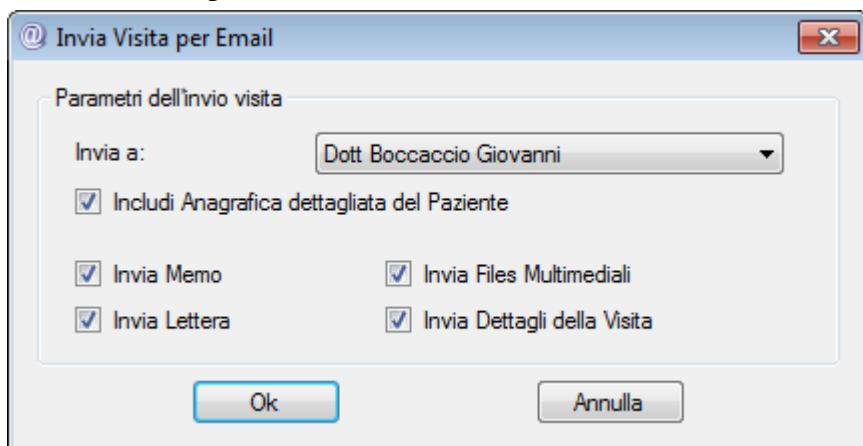 Invia Visita per Email
Parametri dell'invio visita
Invia a: Dott Boccaccio Giovanni
Includi Anagrafica dettagliata del Paziente
Invia Memo Invia Files Multimediali
Invia Lettera Invia Dettagli della Visita
Ok Annulla